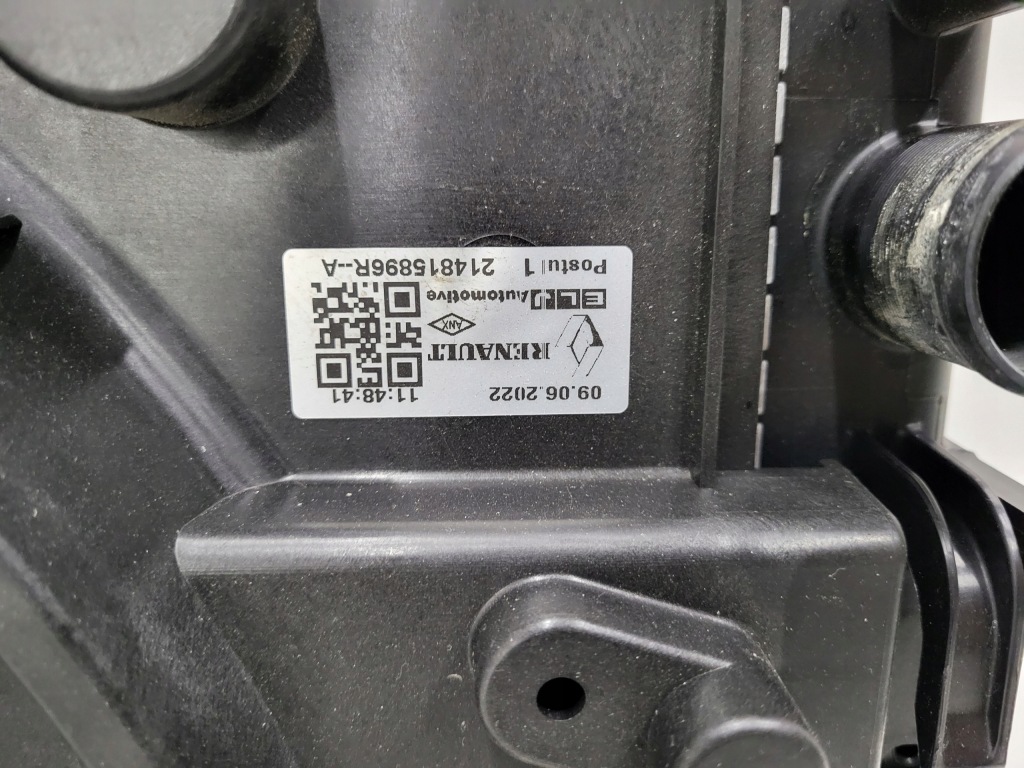 09.06.2022 11:48:41
RENAULT
ANX
Automotive
Postul 1 214815896R--A